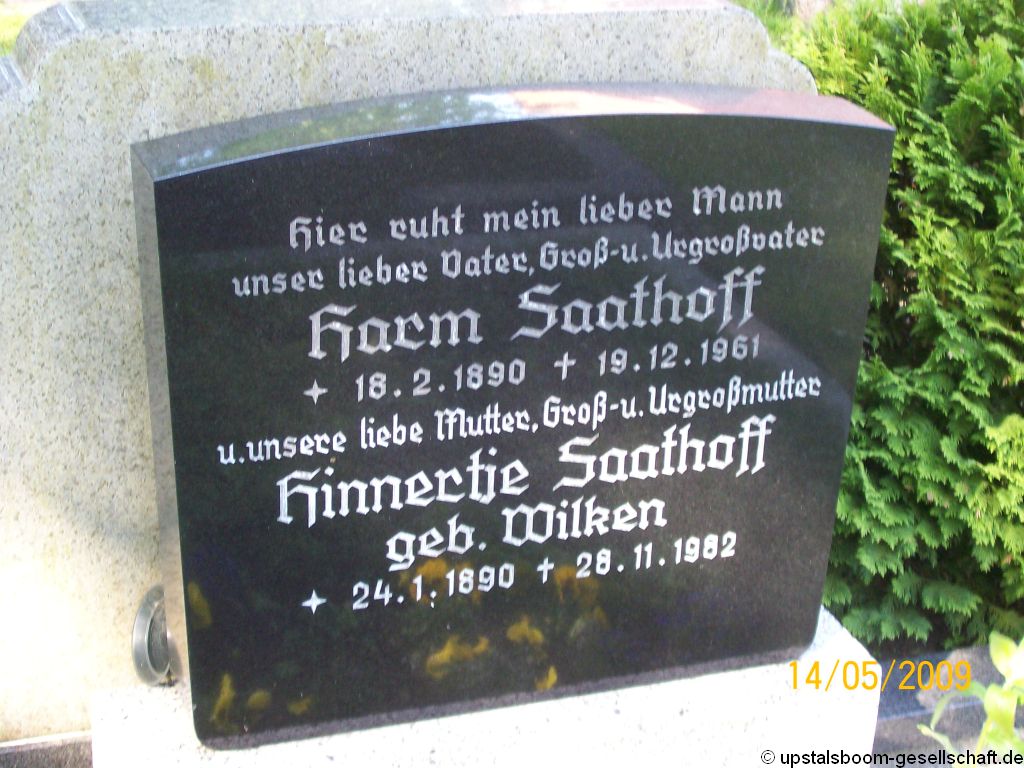 Hier ruht mein lieber Mann
unser lieber Vater, Groß-u. Urgroßvater
Harm Saathoff
✦ 18.2.1890 ✝ 19.12.1961
u. unsere liebe Mutter, Groß-u. Urgroßmutter
Hinnertje Saathoff
geb. Wilken
✦ 24.1.1890 ✝ 28.11.1982
14/05/2009
© upstalsboom-gesellschaft.de